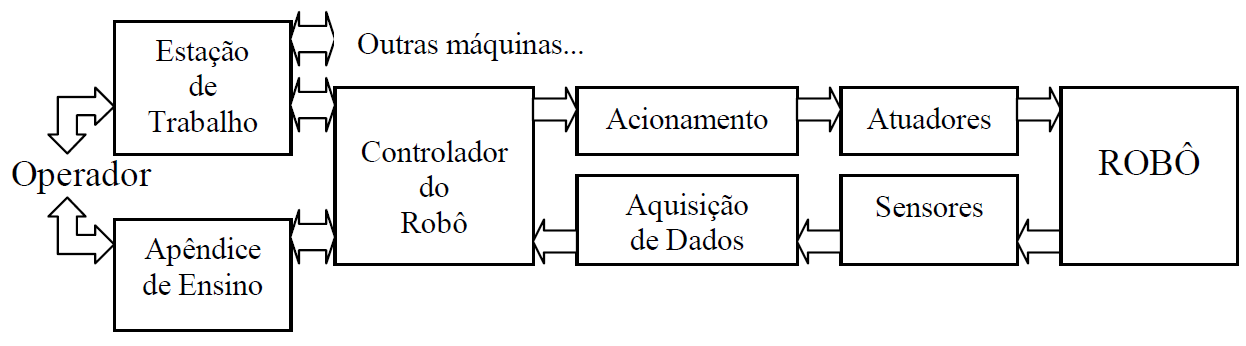 Estação
de
Trabalho
Outras máquinas...
Operador
Apêndice
de Ensino
Controlador
do
Robô
Acionamento
Atuadores
ROBÔ
Aquisição
de Dados
Sensores